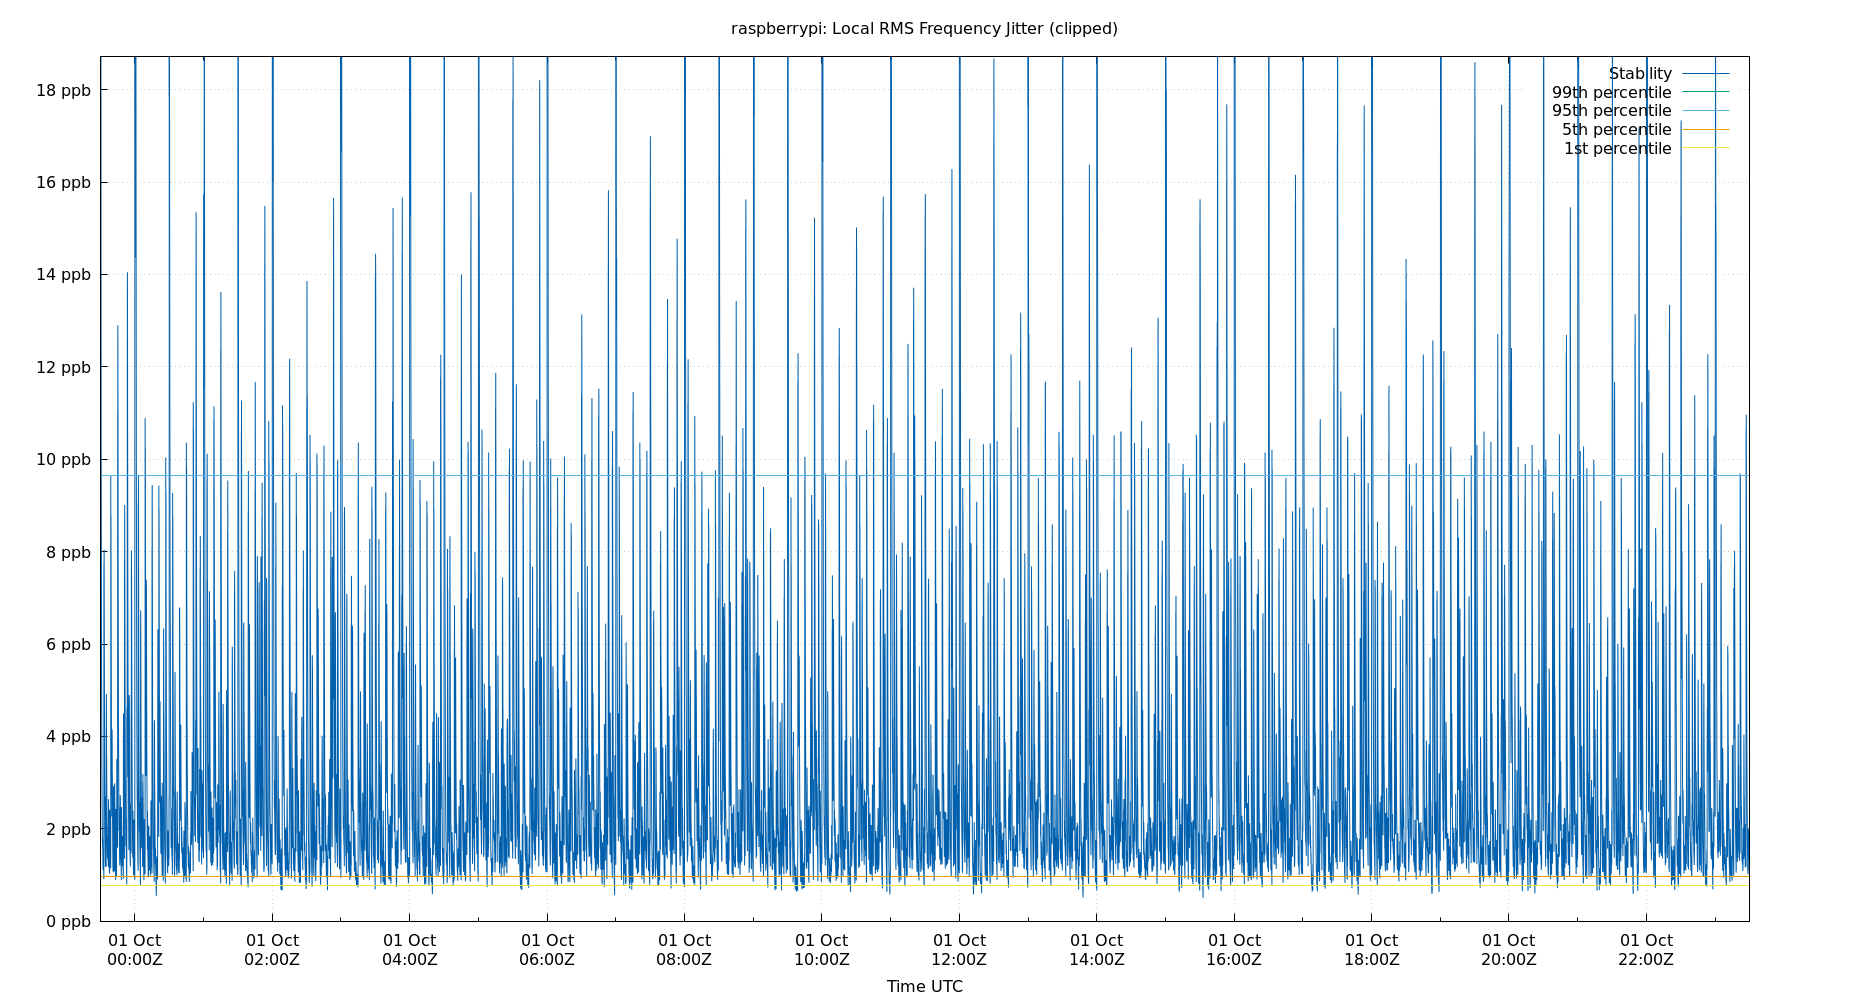 raspberrypi: Local RMS Frequency Jitter (clipped)
18 ppb
16 ppb
14 ppb
12 ppb
10 ppb
8 ppb
6 ppb
4 ppb
2 ppb
0 ppb
Stability
99th percentile
95th percentile
5th percentile
1st percentile
01 Oct 01 Oct 01 Oct 01 Oct 01 Oct 01 Oct 01 Oct 01 Oct 01 Oct 01 Oct 01 Oct 01 Oct
00:00Z 02:00Z 04:00Z 06:00Z 08:00Z 10:00Z 12:00Z 14:00Z 16:00Z 18:00Z 20:00Z 22:00Z
Time UTC